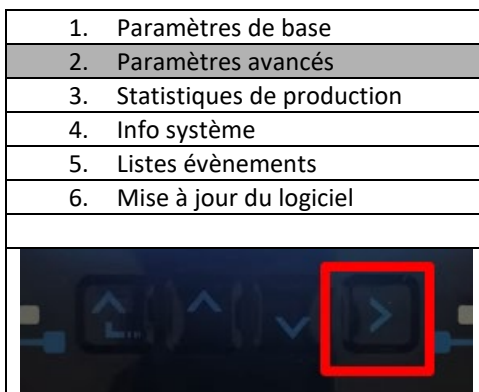 1. Paramètres de base
2. Paramètres avancés
3. Statistiques de production
4. Info système
5. Listes évènements
6. Mise à jour du logiciel